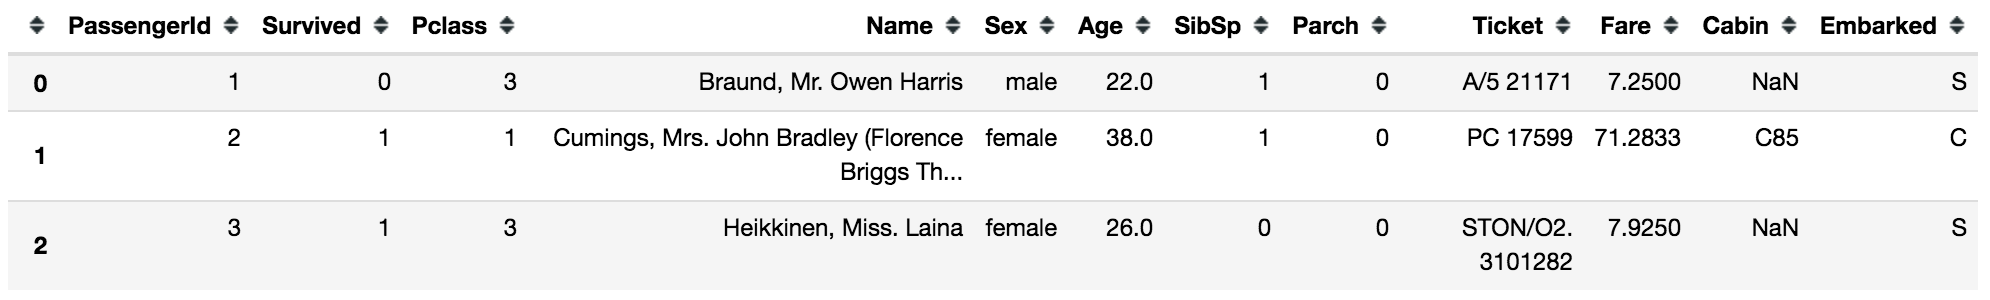 PassengerId Survived Pclass Name Sex Age SibSp Parch Ticket Fare Cabin Embarked
0 1 0 3 Braund, Mr. Owen Harris male 22.0 1 0 A/5 21171 7.2500 NaN S
1 2 1 1 Cumings, Mrs. John Bradley (Florence female 38.0 1 0 PC 17599 71.2833 C85 C
Briggs Th...
2 3 1 3 Heikkinen, Miss. Laina female 26.0 0 0 STON/O2. 7.9250 NaN S
3101282